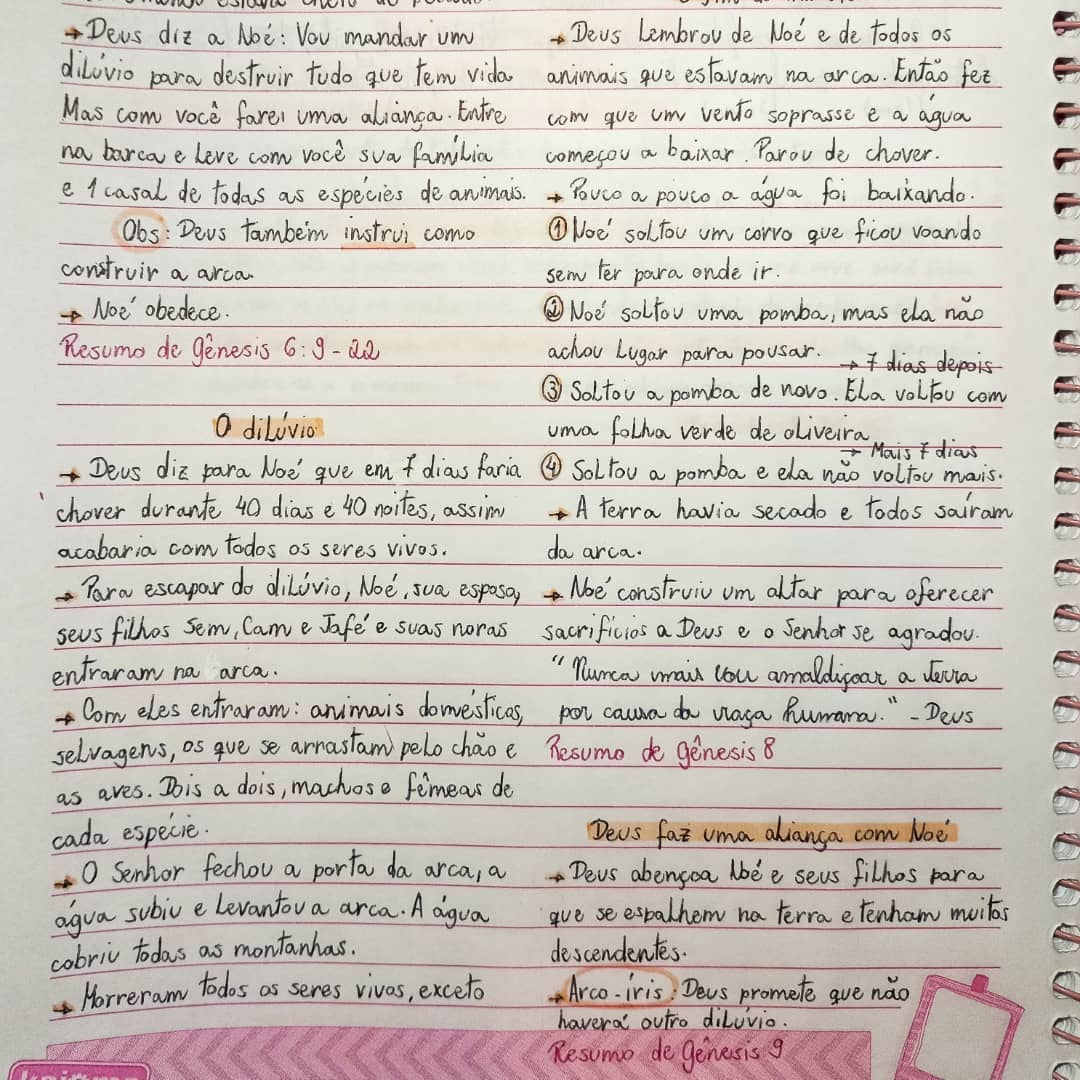 → Deus diz a Noé: Vou mandar um
dilúvio para destruir tudo que tem vida
Mas com você farei uma aliança. Entre
na barca e leve com você sua família
e 1 casal de todas as espécies de animais.
Obs: Deus também instrui como
construir a arca.
→ Noé obedece.
Resumo de Gênesis 6:9-22
O dilúvio
→ Deus diz para Noé que em 7 dias faria
chover durante 40 dias e 40 noites, assim
acabaria com todos os seres vivos.
→ Para escapar do dilúvio, Noé, sua esposa,
seus filhos Sem, Cam e Jafé e suas noras
entraram na arca.
→ Com eles entraram: animais domésticas,
selvagens, os que se arrastam pelo chão e
as aves. Dois a dois, machos e fêmeas de
cada espécie.
→ O Senhor fechou a porta da arca, a
água subiu e levantou a arca. A água
cobriu todas as montanhas.
→ Morreram todos os seres vivos, exceto
→ Deus lembrou de Noé e de todos os
animais que estavam na arca. Então fez
com que um vento soprasse e a água
começou a baixar. Parou de chover.
→ Pouco a pouco a água foi baixando.
① Noé soltou um corvo que ficou voando
sem ter para onde ir.
② Noé soltou uma pomba, mas ela não
achou lugar para pousar.
→ 7 dias depois
③ Soltou a pomba de novo. Ela voltou com
uma folha verde de oliveira
→ Mais 7 dias
④ Soltou a pomba e ela não voltou mais.
→ A terra havia secado e todos saíram
da arca.
→ Noé construiu um altar para oferecer
sacrifícios a Deus e o Senhor se agradou.
"Nunca mais vou amaldiçoar a terra
por causa da raça humana." - Deus
Resumo de Gênesis 8
Deus faz uma aliança com Noé
→ Deus abençoa Noé e seus filhos para
que se espalhem na terra e tenham muitos
descendentes.
→ Arco-íris: Deus promete que não
haverá outro dilúvio.
Resumo de Gênesis 9